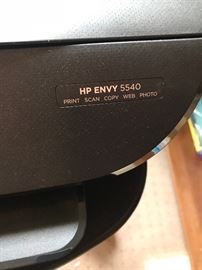 HP ENVY 5540
PRINT SCAN COPY WEB PHOTO